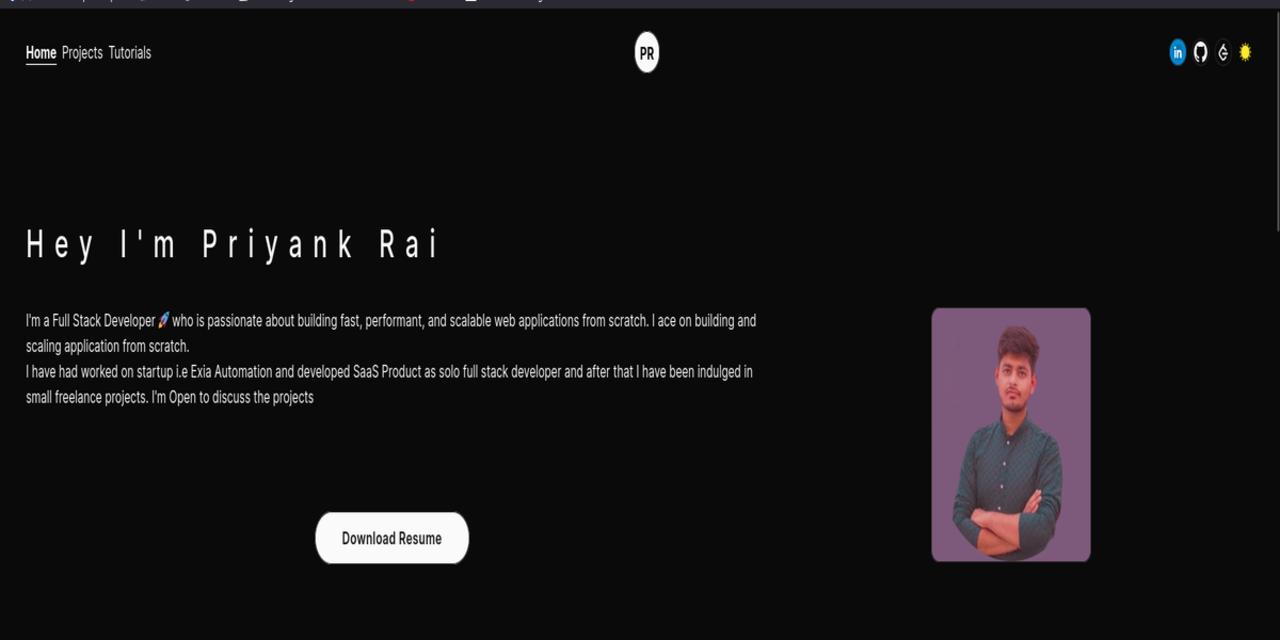 Home Projects Tutorials
PR
in
Hey I'm Priyank Rai
I'm a Full Stack Developer 🚀 who is passionate about building fast, performant, and scalable web applications from scratch. I ace on building and
scaling application from scratch.
I have had worked on startup i.e Exia Automation and developed SaaS Product as solo full stack developer and after that I have been indulged in
small freelance projects. I'm Open to discuss the projects
Download Resume